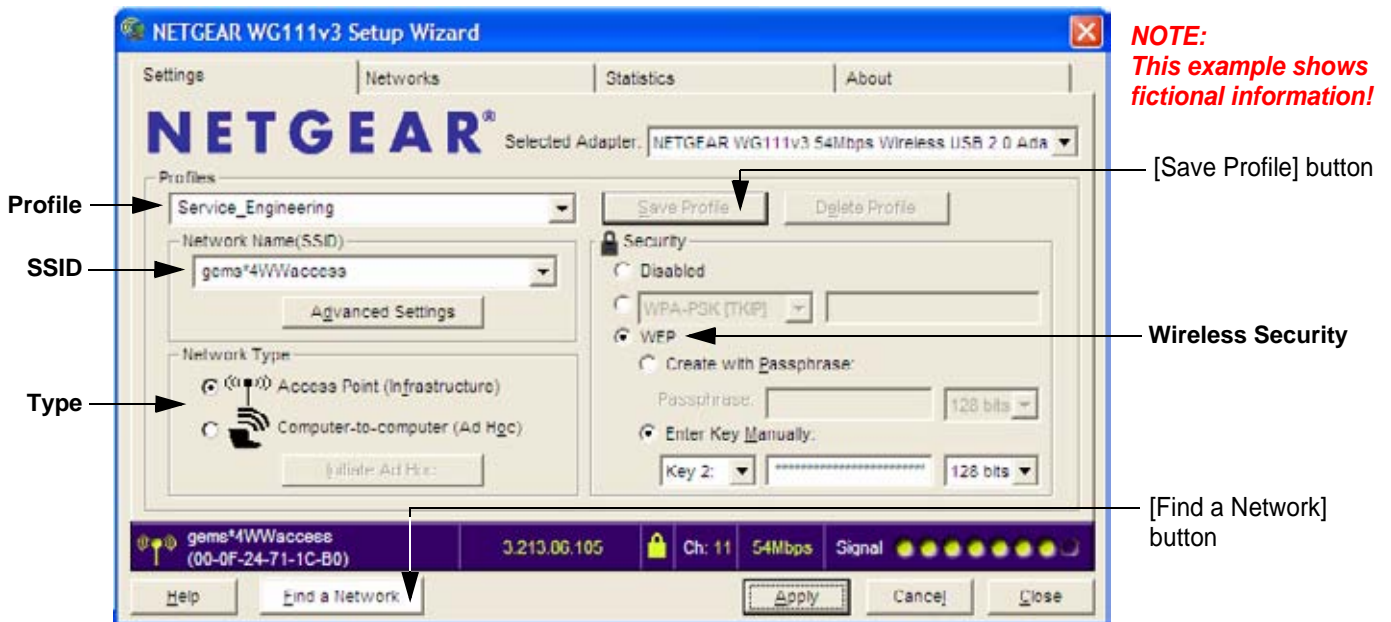 NETGEAR WG111v3 Setup Wizard
NOTE:
This example shows
fictional information!
Settings
Networks
Statistics
About
NETGEAR®
Selected Adapter:
NETGEAR WG111v3 54Mbps Wireless USB 2.0 Ada
[Save Profile] button
Profiles
Profile
Service_Engineering
Save Profile
Delete Profile
Network Name(SSID)
SSID
gems*4WWaccess
Advanced Settings
Security
Disabled
WPA-PSK [TKIP]
WEP
Wireless Security
Create with Passphrase:
Passphrase:
128 bits
Enter Key Manually:
Key 2:
************************
128 bits
Network Type
Type
Access Point (Infrastructure)
Computer-to-computer (Ad Hoc)
Initiate Ad Hoc
[Find a Network]
button
gems*4WWaccess
(00-0F-24-71-1C-B0)
3.213.06.105
Ch: 11
54Mbps
Signal
Help
Find a Network
Apply
Cancel
Close